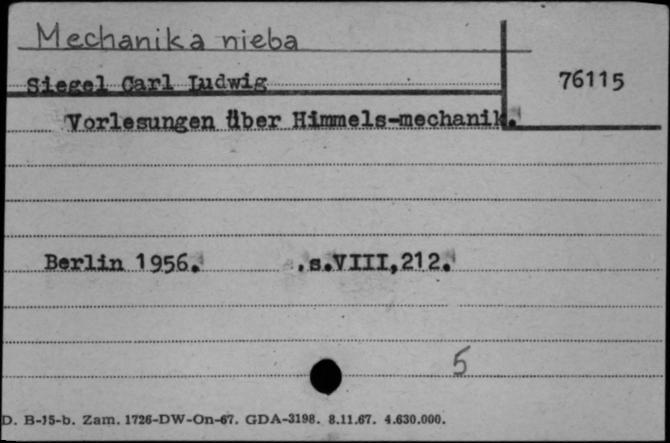 Mechanika nieba
Siegel Carl Ludwig
76115
Vorlesungen über Himmels-mechanik.
Berlin 1956. .s.VIII,212.
5
D. B-15-b. Zam. 1726-DW-On-67. GDA-3198. 8.11.67. 4.630.000.